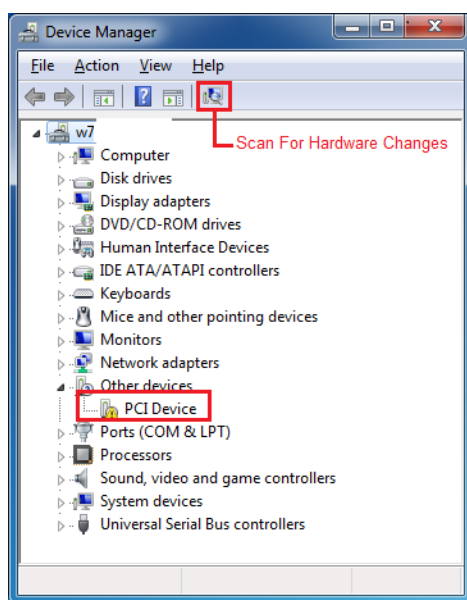 Device Manager
File Action View Help
Scan For Hardware Changes
w7
Computer
Disk drives
Display adapters
DVD/CD-ROM drives
Human Interface Devices
IDE ATA/ATAPI controllers
Keyboards
Mice and other pointing devices
Monitors
Network adapters
Other devices
PCI Device
Ports (COM & LPT)
Processors
Sound, video and game controllers
System devices
Universal Serial Bus controllers